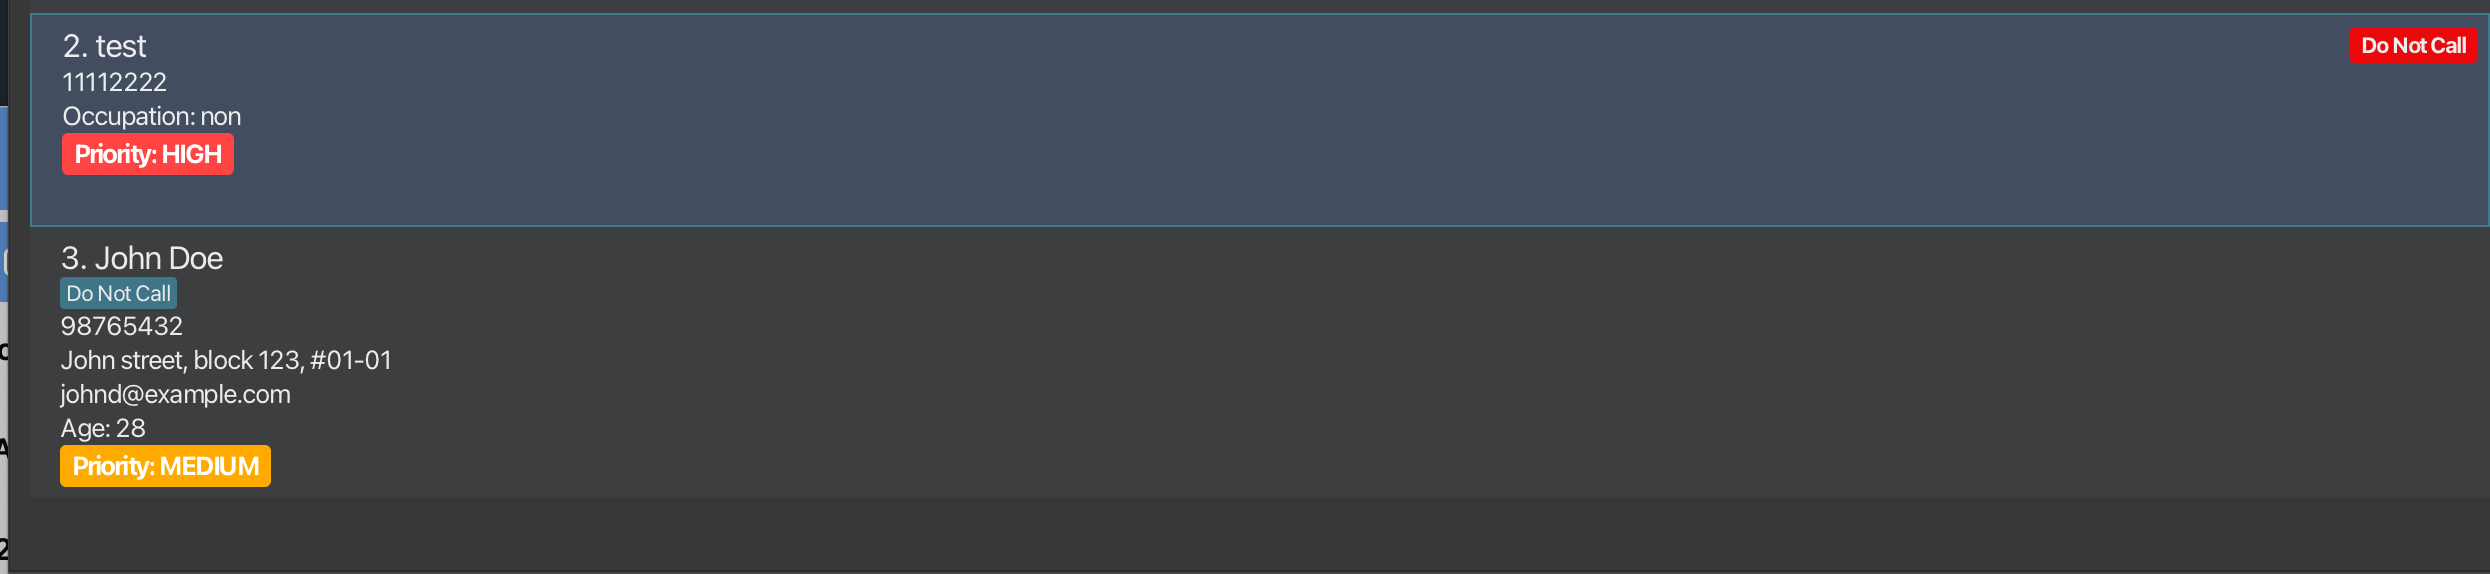 2. test
Do Not Call
11112222
Occupation: non
Priority: HIGH
3. John Doe
Do Not Call
98765432
John street, block 123, #01-01
johnd@example.com
Age: 28
Priority: MEDIUM